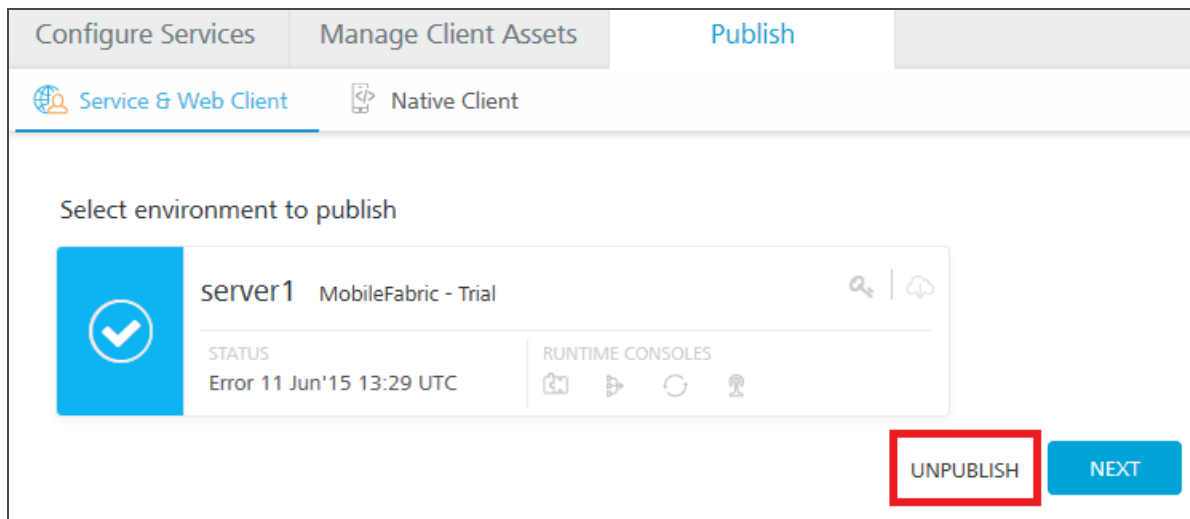 Configure Services Manage Client Assets Publish
Service & Web Client Native Client
Select environment to publish
server1 MobileFabric - Trial
STATUS RUNTIME CONSOLES
Error 11 Jun'15 13:29 UTC
UNPUBLISH NEXT